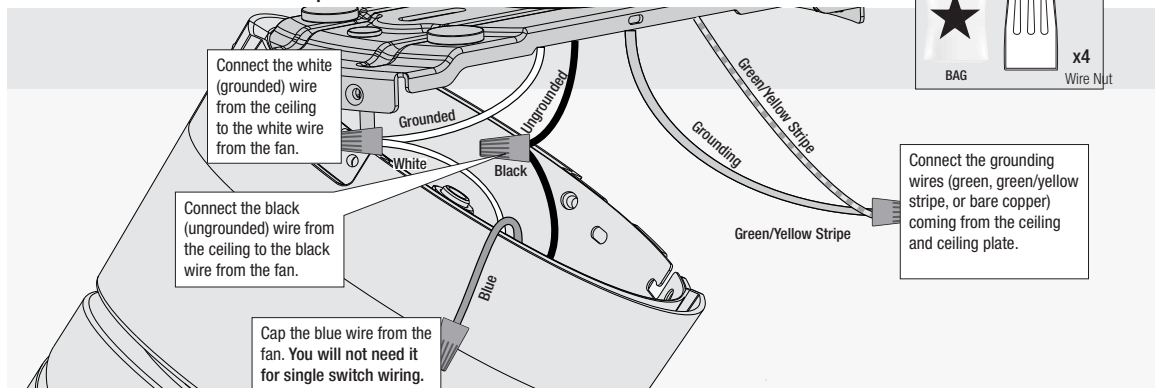 BAG
x4
Wire Nut
Connect the white
(grounded) wire
from the ceiling
to the white wire
from the fan.
Grounded
White
Ungrounded
Black
Green/Yellow Stripe
Grounding
Green/Yellow Stripe
Connect the grounding
wires (green, green/yellow
stripe, or bare copper)
coming from the ceiling
and ceiling plate.
Connect the black
(ungrounded) wire from
the ceiling to the black
wire from the fan.
Blue
Cap the blue wire from the
fan. You will not need it
for single switch wiring.